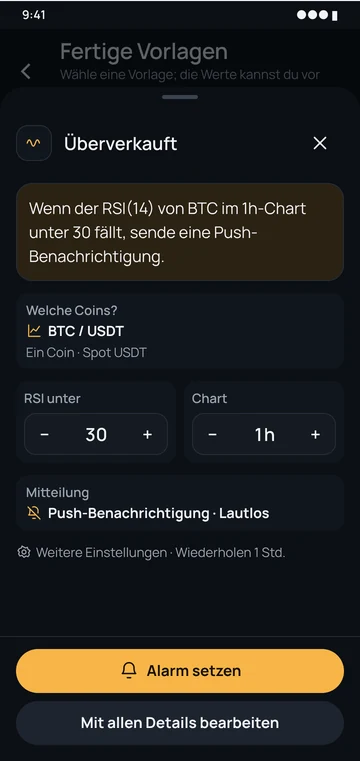 9:41
Fertige Vorlagen
Wähle eine Vorlage; die Werte kannst du vor
Überverkauft
Wenn der RSI(14) von BTC im 1h-Chart
unter 30 fällt, sende eine Push-
Benachrichtigung.
Welche Coins?
BTC / USDT
Ein Coin · Spot USDT
RSI unter
Chart
− 30 +
− 1h +
Mitteilung
Push-Benachrichtigung · Lautlos
Weitere Einstellungen · Wiederholen 1 Std.
Alarm setzen
Mit allen Details bearbeiten